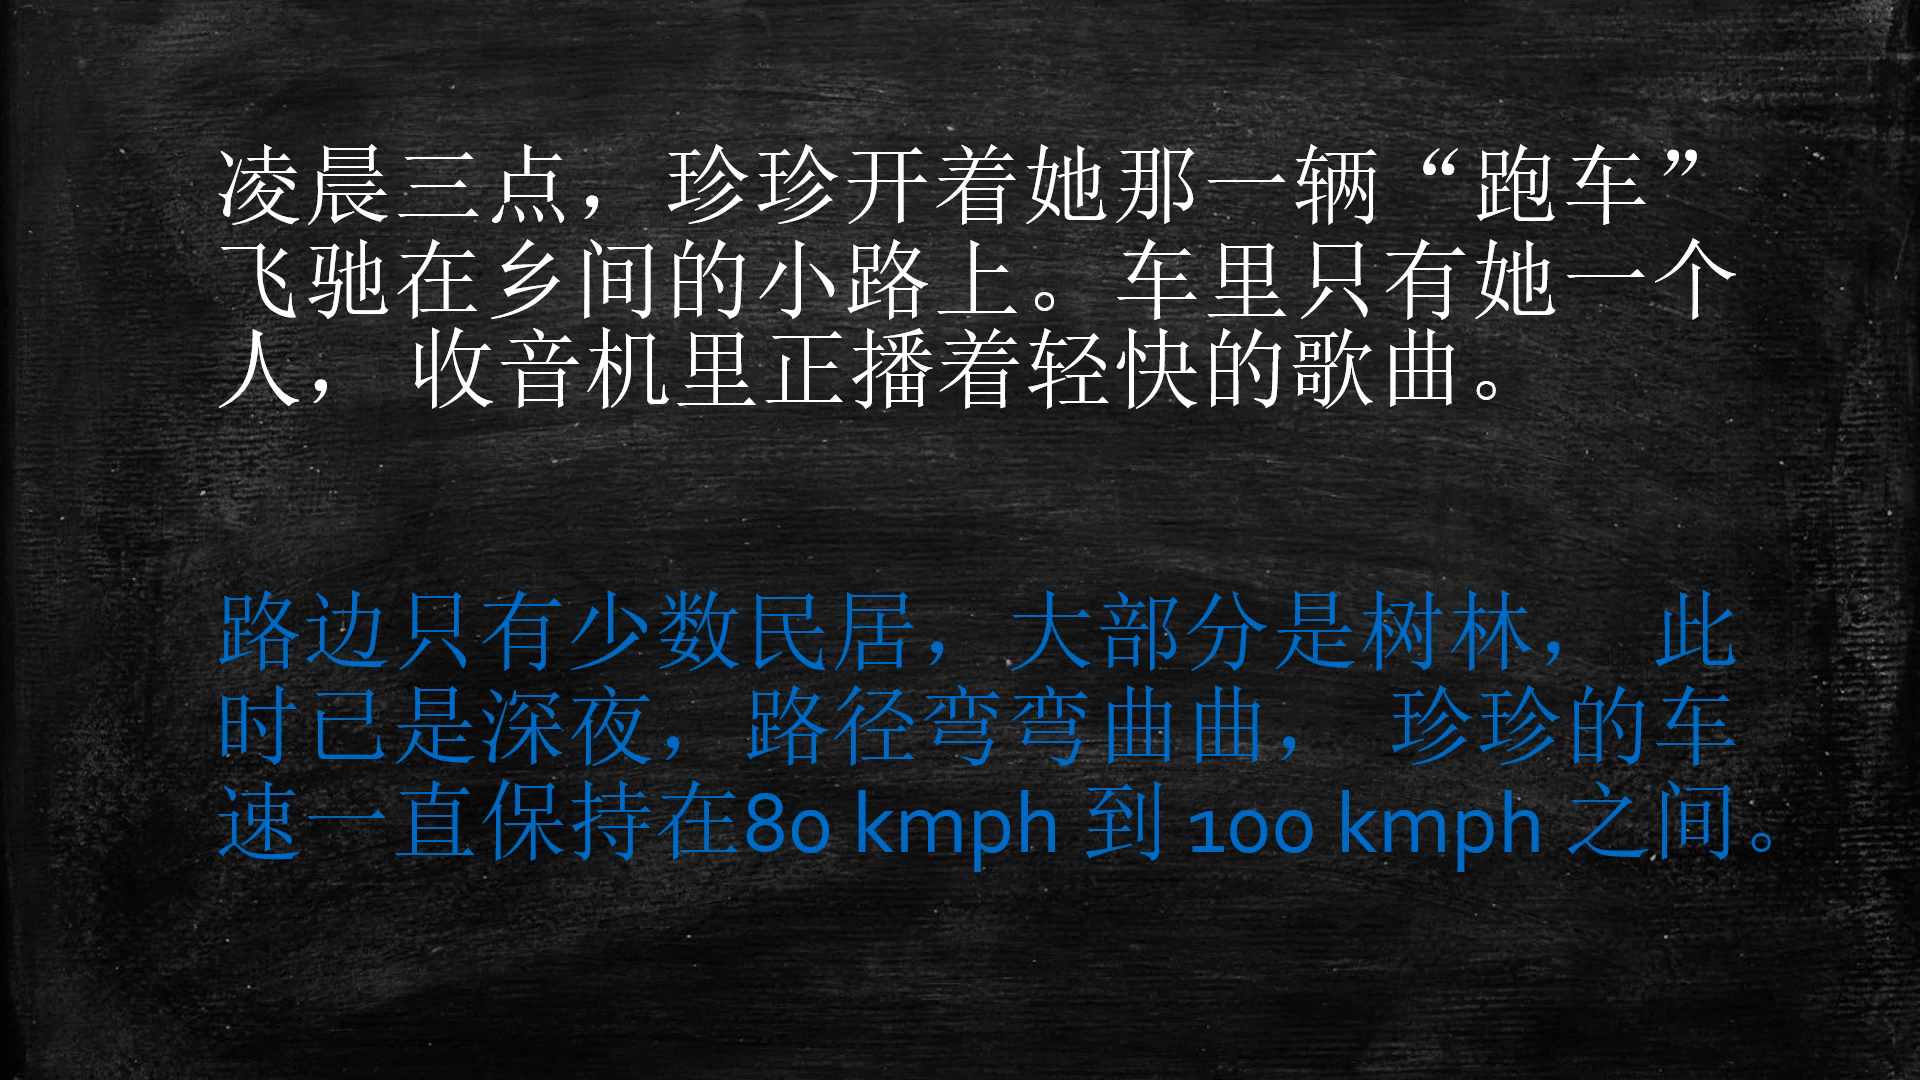 凌晨三点，珍珍开着她那一辆“跑车”
飞驰在乡间的小路上。车里只有她一个
人， 收音机里正播着轻快的歌曲。
路边只有少数民居，大部分是树林， 此
时已是深夜，路径弯弯曲曲， 珍珍的车
速一直保持在80 kmph 到 100 kmph 之间。